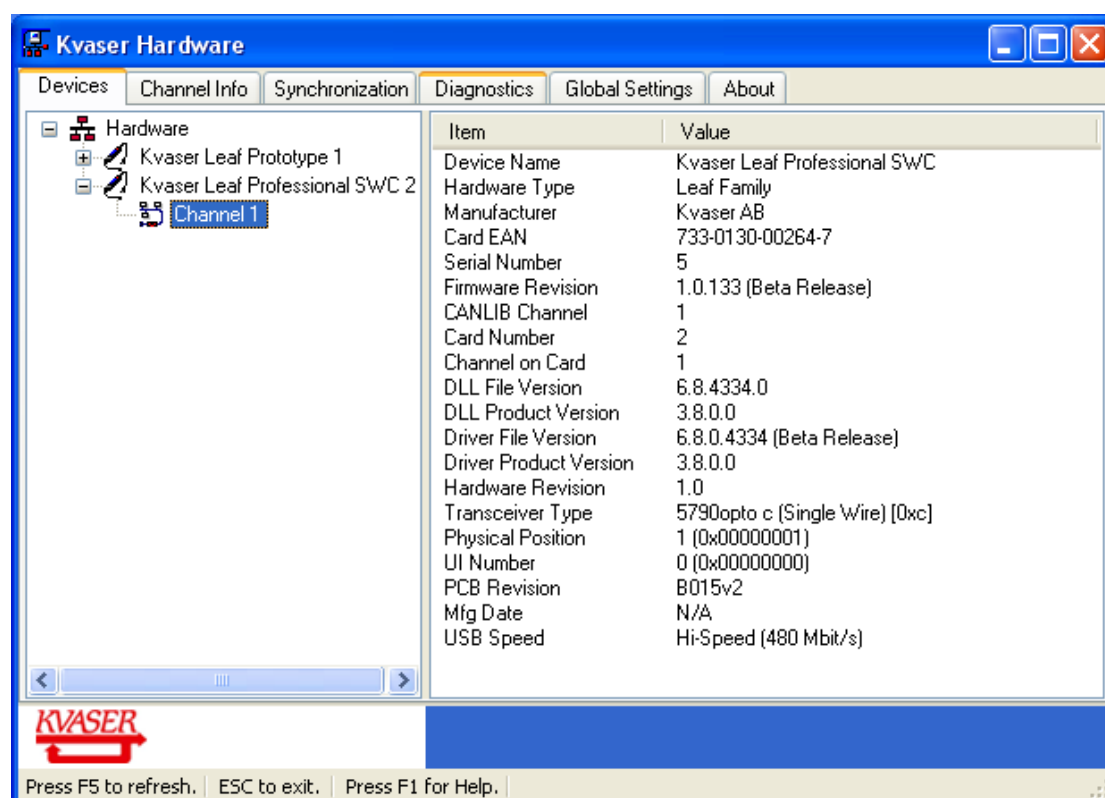 Kvaser Hardware
Devices Channel Info Synchronization Diagnostics Global Settings About
Hardware
Kvaser Leaf Prototype 1
Kvaser Leaf Professional SWC 2
Channel 1
Item Value
Device Name Kvaser Leaf Professional SWC
Hardware Type Leaf Family
Manufacturer Kvaser AB
Card EAN 733-0130-00264-7
Serial Number 5
Firmware Revision 1.0.133 (Beta Release)
CANLIB Channel 1
Card Number 2
Channel on Card 1
DLL File Version 6.8.4334.0
DLL Product Version 3.8.0.0
Driver File Version 6.8.0.4334 (Beta Release)
Driver Product Version 3.8.0.0
Hardware Revision 1.0
Transceiver Type 5790opto c (Single Wire) [0xc]
Physical Position 1 (0x00000001)
UI Number 0 (0x00000000)
PCB Revision B015v2
Mfg Date N/A
USB Speed Hi-Speed (480 Mbit/s)
KVASER
Press F5 to refresh. ESC to exit. Press F1 for Help.